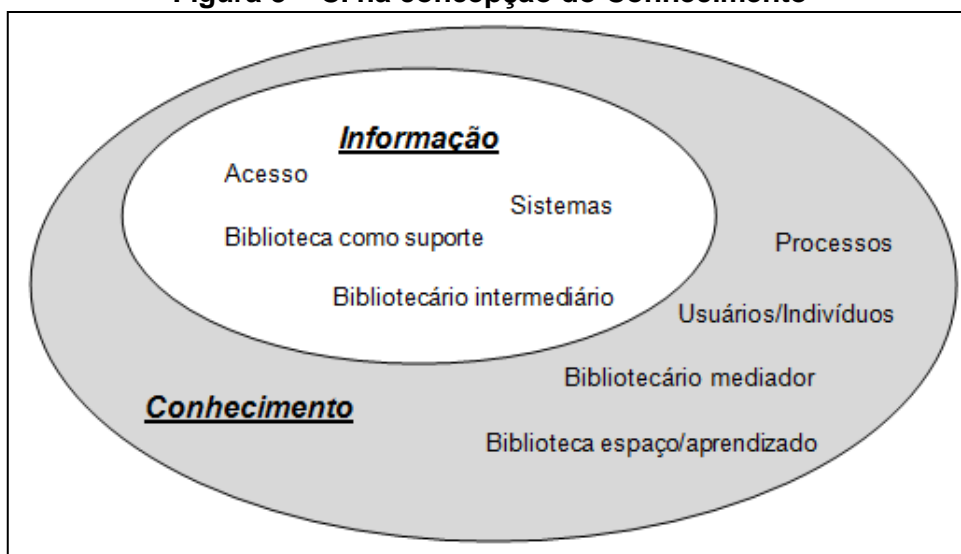 Informação
Acesso
Sistemas
Biblioteca como suporte
Bibliotecário intermediário
Processos
Usuários/Indivíduos
Bibliotecário mediador
Conhecimento
Biblioteca espaço/aprendizado